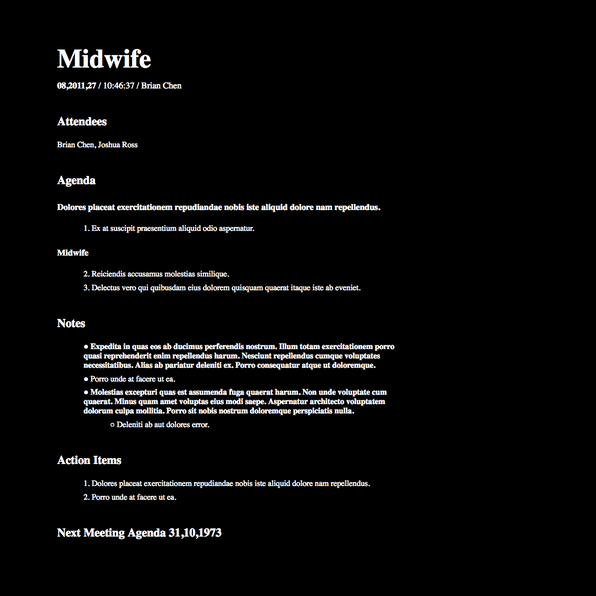 Midwife
08,2011,27 / 10:46:37 / Brian Chen
Attendees
Brian Chen, Joshua Ross
Agenda
Dolores placeat exercitationem repudiandae nobis iste aliquid dolore nam repellendus.
1. Ex at suscipit praesentium aliquid odio aspernatur.
Midwife
2. Reiciendis accusamus molestias similique.
3. Delectus vero qui quibusdam eius dolorem quisquam quaerat itaque iste ab eveniet.
Notes
● Expedita in quas eos ab ducimus perferendis nostrum. Illum totam exercitationem porro
quasi reprehenderit enim repellendus harum. Nesciunt repellendus cumque voluptates
necessitatibus. Alias ab pariatur deleniti ex. Porro consequatur atque ut doloremque.
● Porro unde at facere ut ea.
● Molestias excepturi quas est assumenda fuga quaerat harum. Non unde voluptate cum
quaerat. Minus quam amet voluptas eius modi saepe. Aspernatur architecto voluptatem
dolorum culpa mollitia. Porro sit nobis nostrum doloremque perspiciatis nulla.
○ Deleniti ab aut dolores error.
Action Items
1. Dolores placeat exercitationem repudiandae nobis iste aliquid dolore nam repellendus.
2. Porro unde at facere ut ea.
Next Meeting Agenda 31,10,1973